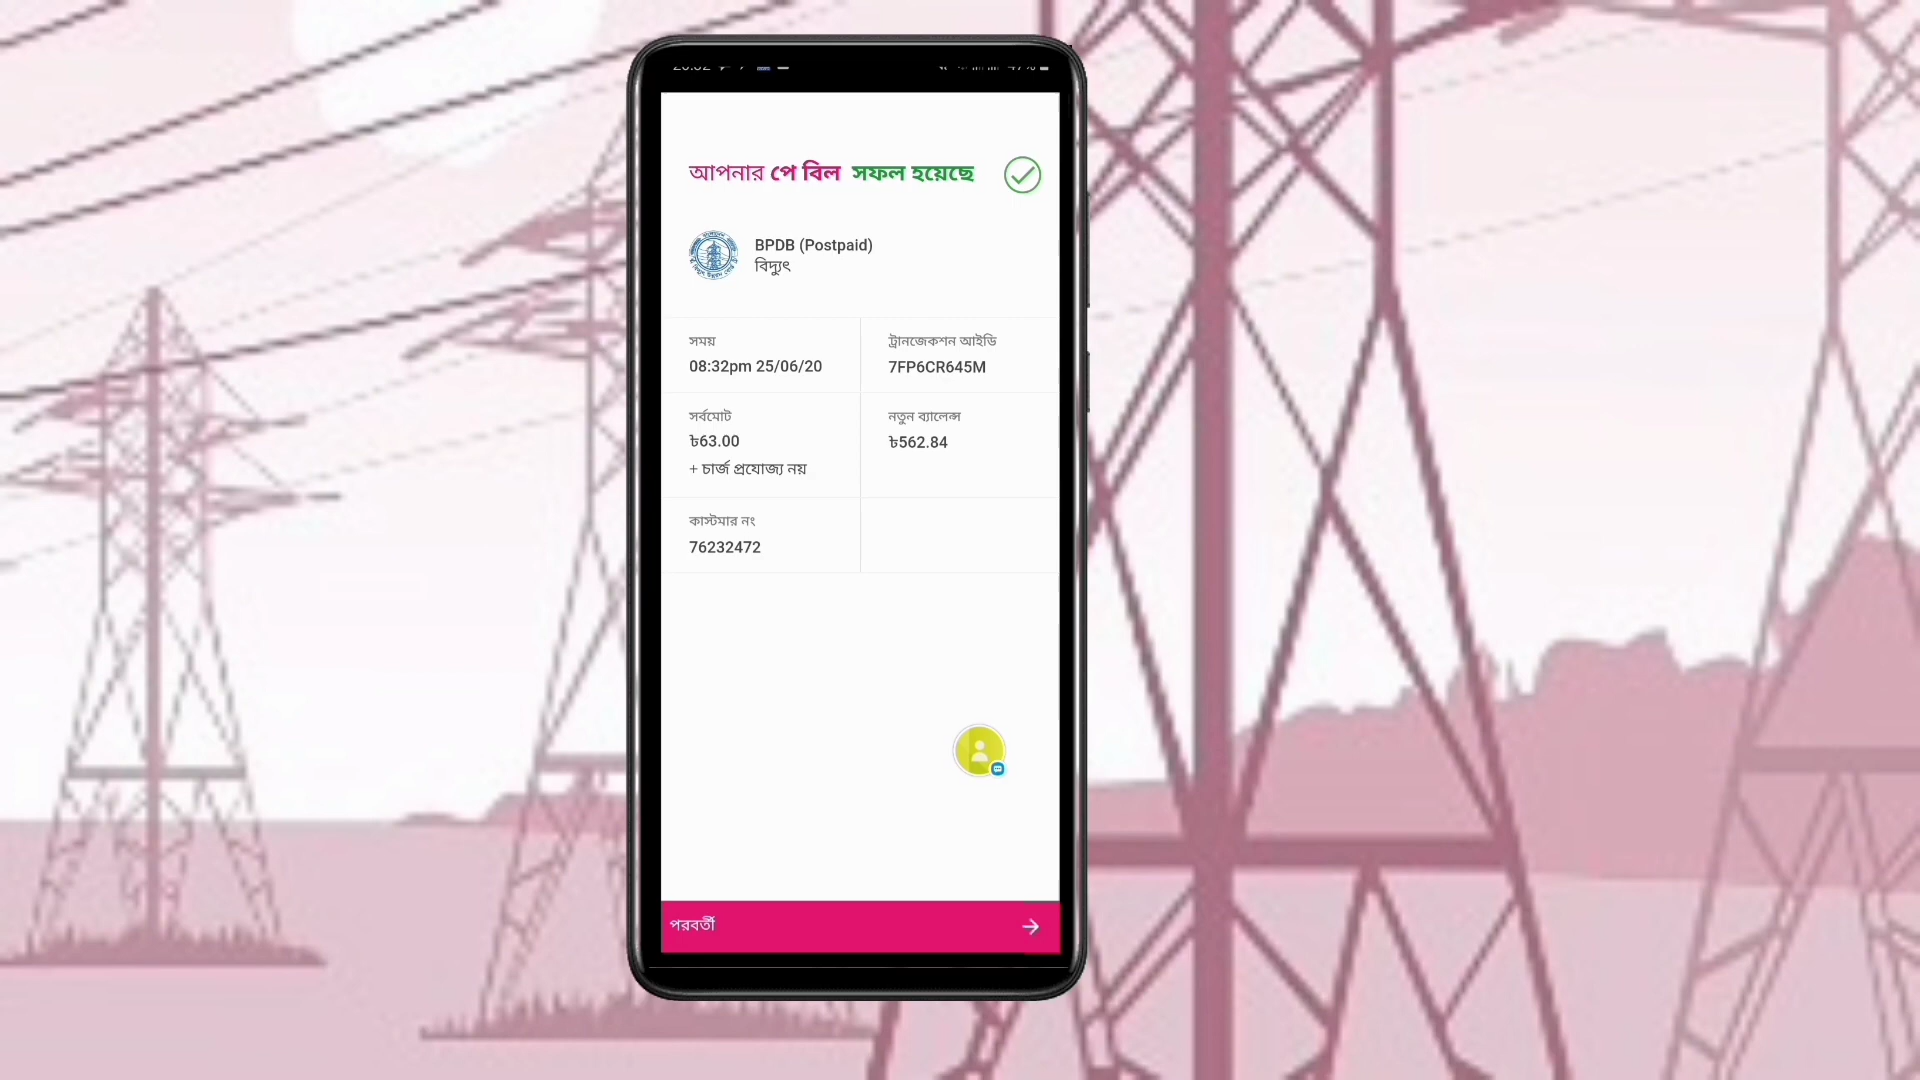 আপনার পে বিল সফল হয়েছে
BPDB (Postpaid)
বিদ্যুৎ
সময়
08:32pm 25/06/20
ট্রানজেকশন আইডি
7FP6CR645M
সর্বমোট
৳63.00
+ চার্জ প্রযোজ্য নয়
নতুন ব্যালেন্স
৳562.84
কাস্টমার নং
76232472
পরবর্তী